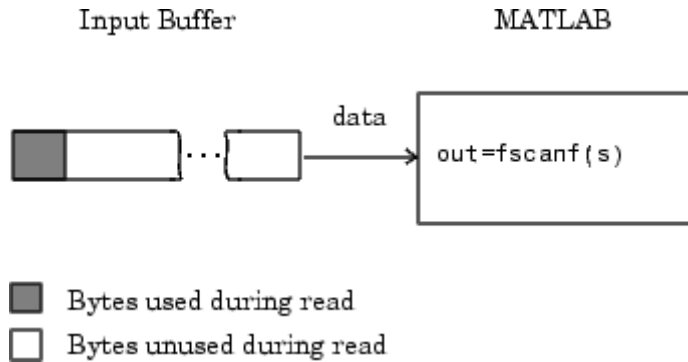 Input Buffer
MATLAB
data
...
out=fscanf(s)
Bytes used during read
Bytes unused during read